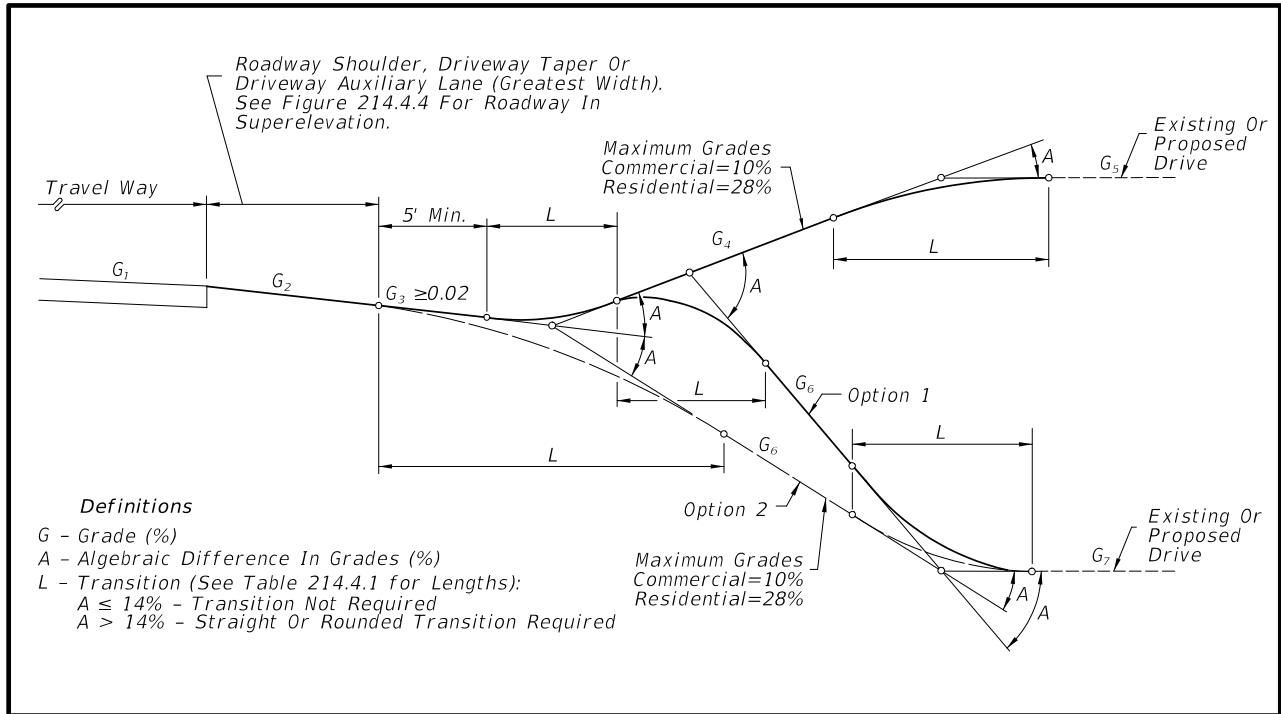 Roadway Shoulder, Driveway Taper Or
Driveway Auxiliary Lane (Greatest Width).
See Figure 214.4.4 For Roadway In
Superelevation.
Travel Way
5' Min.
L
Maximum Grades
Commercial=10%
Residential=28%
Existing Or
Proposed
Drive
A
G₅
G₁
G₂
G₃ ≥0.02
G₄
L
A
A
A
L
G₆
Option 1
L
L
G₆
Option 2
Maximum Grades
Commercial=10%
Residential=28%
Existing Or
Proposed
Drive
G₇
A
A
Definitions
G – Grade (%)
A – Algebraic Difference In Grades (%)
L – Transition (See Table 214.4.1 for Lengths):
A ≤ 14% – Transition Not Required
A > 14% – Straight Or Rounded Transition Required